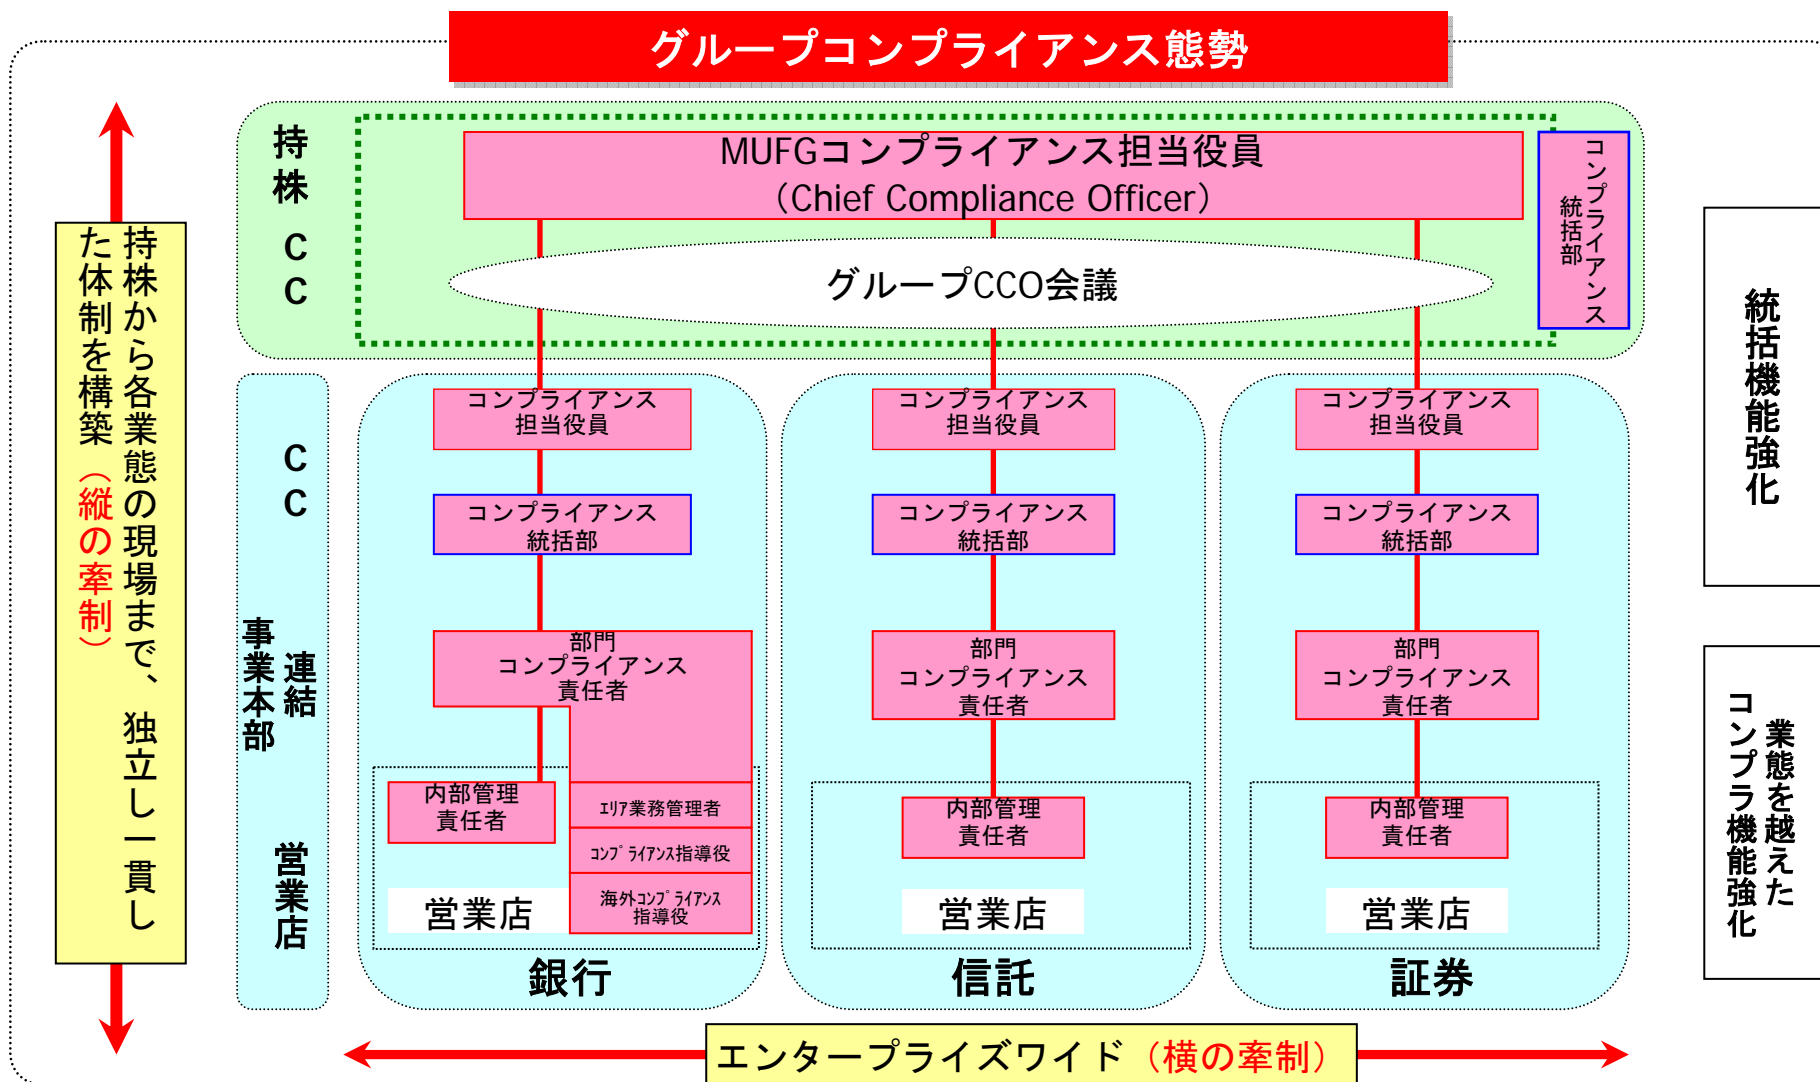 グループコンプライアンス態勢
持株
CC
MUFGコンプライアンス担当役員
（Chief Compliance Officer）
コンプライアンス
統括部
グループCCO会議
持株から各業態の現場まで、独立し一貫し
た体制を構築（縦の牽制）
CC
連結
事業本部
営業店
コンプライアンス
担当役員
コンプライアンス
統括部
部門
コンプライアンス
責任者
内部管理
責任者
エリア業務管理者
コンプライアンス指導役
海外コンプライアンス
指導役
営業店
銀行
コンプライアンス
担当役員
コンプライアンス
統括部
部門
コンプライアンス
責任者
内部管理
責任者
営業店
信託
コンプライアンス
担当役員
コンプライアンス
統括部
部門
コンプライアンス
責任者
内部管理
責任者
営業店
証券
統括機能強化
業態を越えた
コンプラ機能強化
エンタープライズワイド（横の牽制）